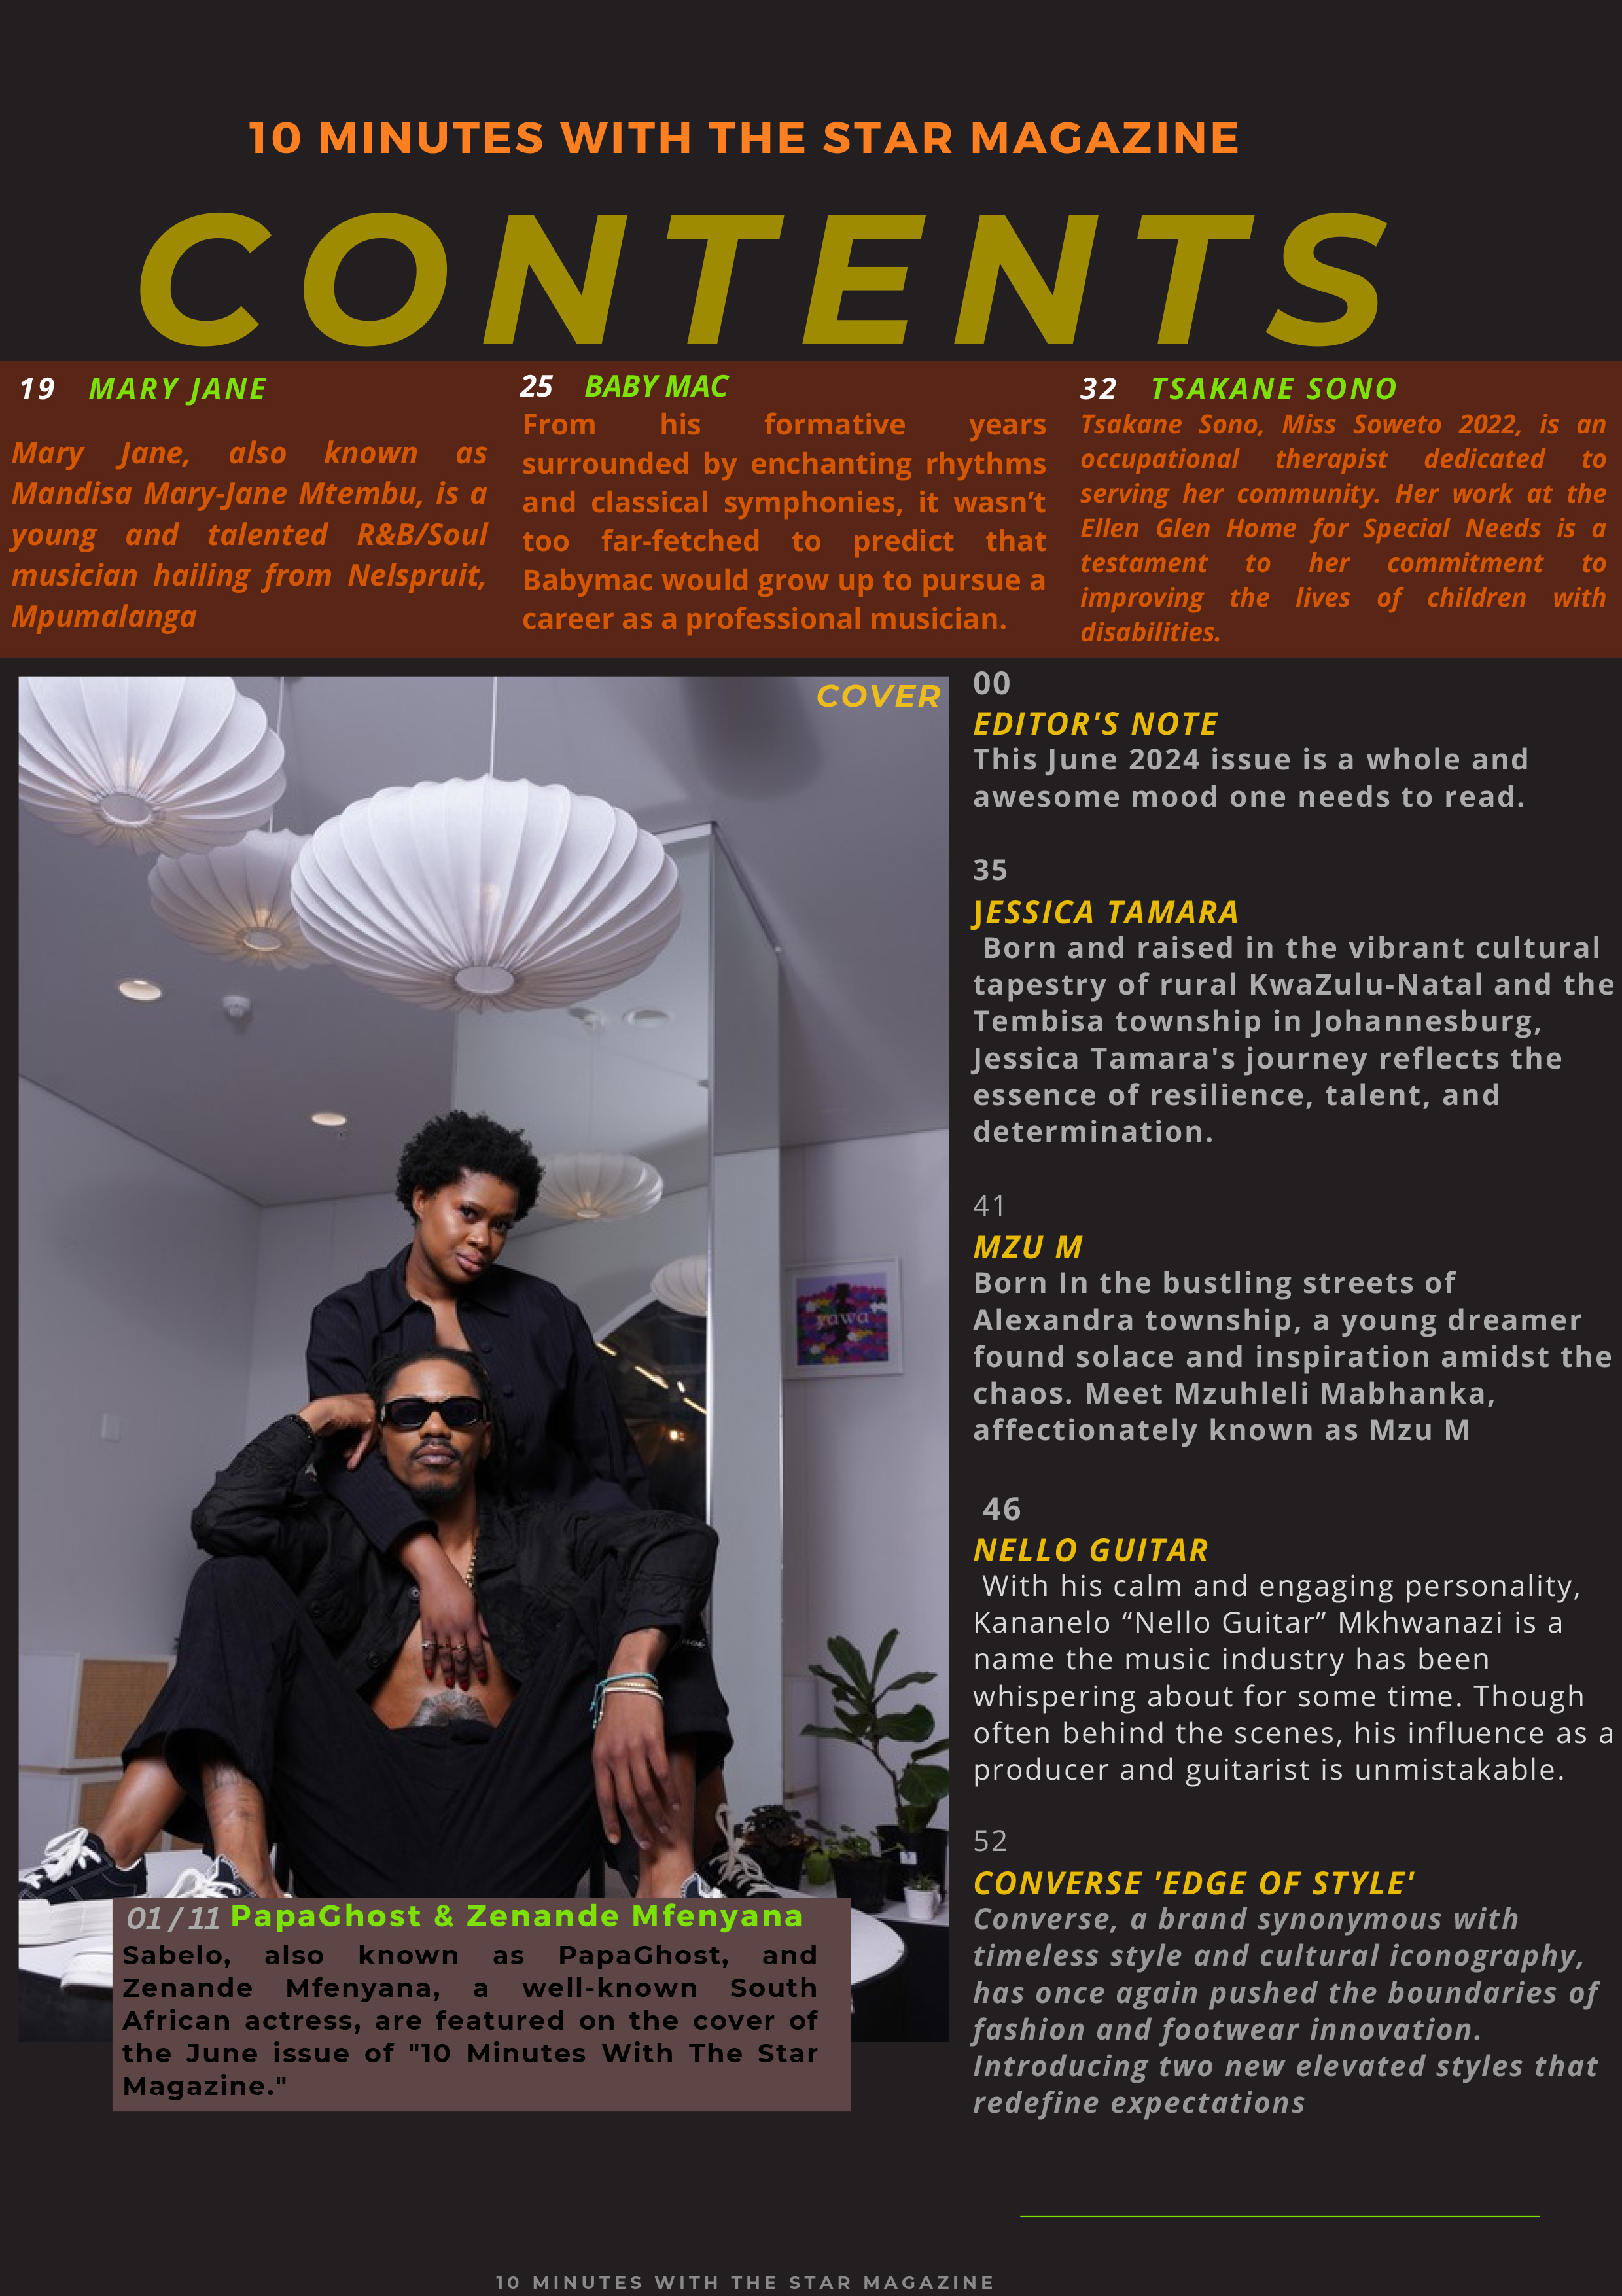 10 MINUTES WITH THE STAR MAGAZINE
CONTENTS
19 MARY JANE
Mary Jane, also known as
Mandisa Mary-Jane Mtembu, is a
young and talented R&B/Soul
musician hailing from Nelspruit,
Mpumalanga
25 BABY MAC
From his formative years
surrounded by enchanting rhythms
and classical symphonies, it wasn’t
too far-fetched to predict that
Babymac would grow up to pursue a
career as a professional musician.
32 TSAKANE SONO
Tsakane Sono, Miss Soweto 2022, is an
occupational therapist dedicated to
serving her community. Her work at the
Ellen Glen Home for Special Needs is a
testament to her commitment to
improving the lives of children with
disabilities.
COVER
yawa
01 / 11 PapaGhost & Zenande Mfenyana
Sabelo, also known as PapaGhost, and
Zenande Mfenyana, a well-known South
African actress, are featured on the cover of
the June issue of "10 Minutes With The Star
Magazine."
00
EDITOR'S NOTE
This June 2024 issue is a whole and
awesome mood one needs to read.
35
JESSICA TAMARA
Born and raised in the vibrant cultural
tapestry of rural KwaZulu-Natal and the
Tembisa township in Johannesburg,
Jessica Tamara's journey reflects the
essence of resilience, talent, and
determination.
41
MZU M
Born In the bustling streets of
Alexandra township, a young dreamer
found solace and inspiration amidst the
chaos. Meet Mzuhleli Mabhanka,
affectionately known as Mzu M
46
NELLO GUITAR
With his calm and engaging personality,
Kananelo “Nello Guitar” Mkhwanazi is a
name the music industry has been
whispering about for some time. Though
often behind the scenes, his influence as a
producer and guitarist is unmistakable.
52
CONVERSE 'EDGE OF STYLE'
Converse, a brand synonymous with
timeless style and cultural iconography,
has once again pushed the boundaries of
fashion and footwear innovation.
Introducing two new elevated styles that
redefine expectations
10 MINUTES WITH THE STAR MAGAZINE